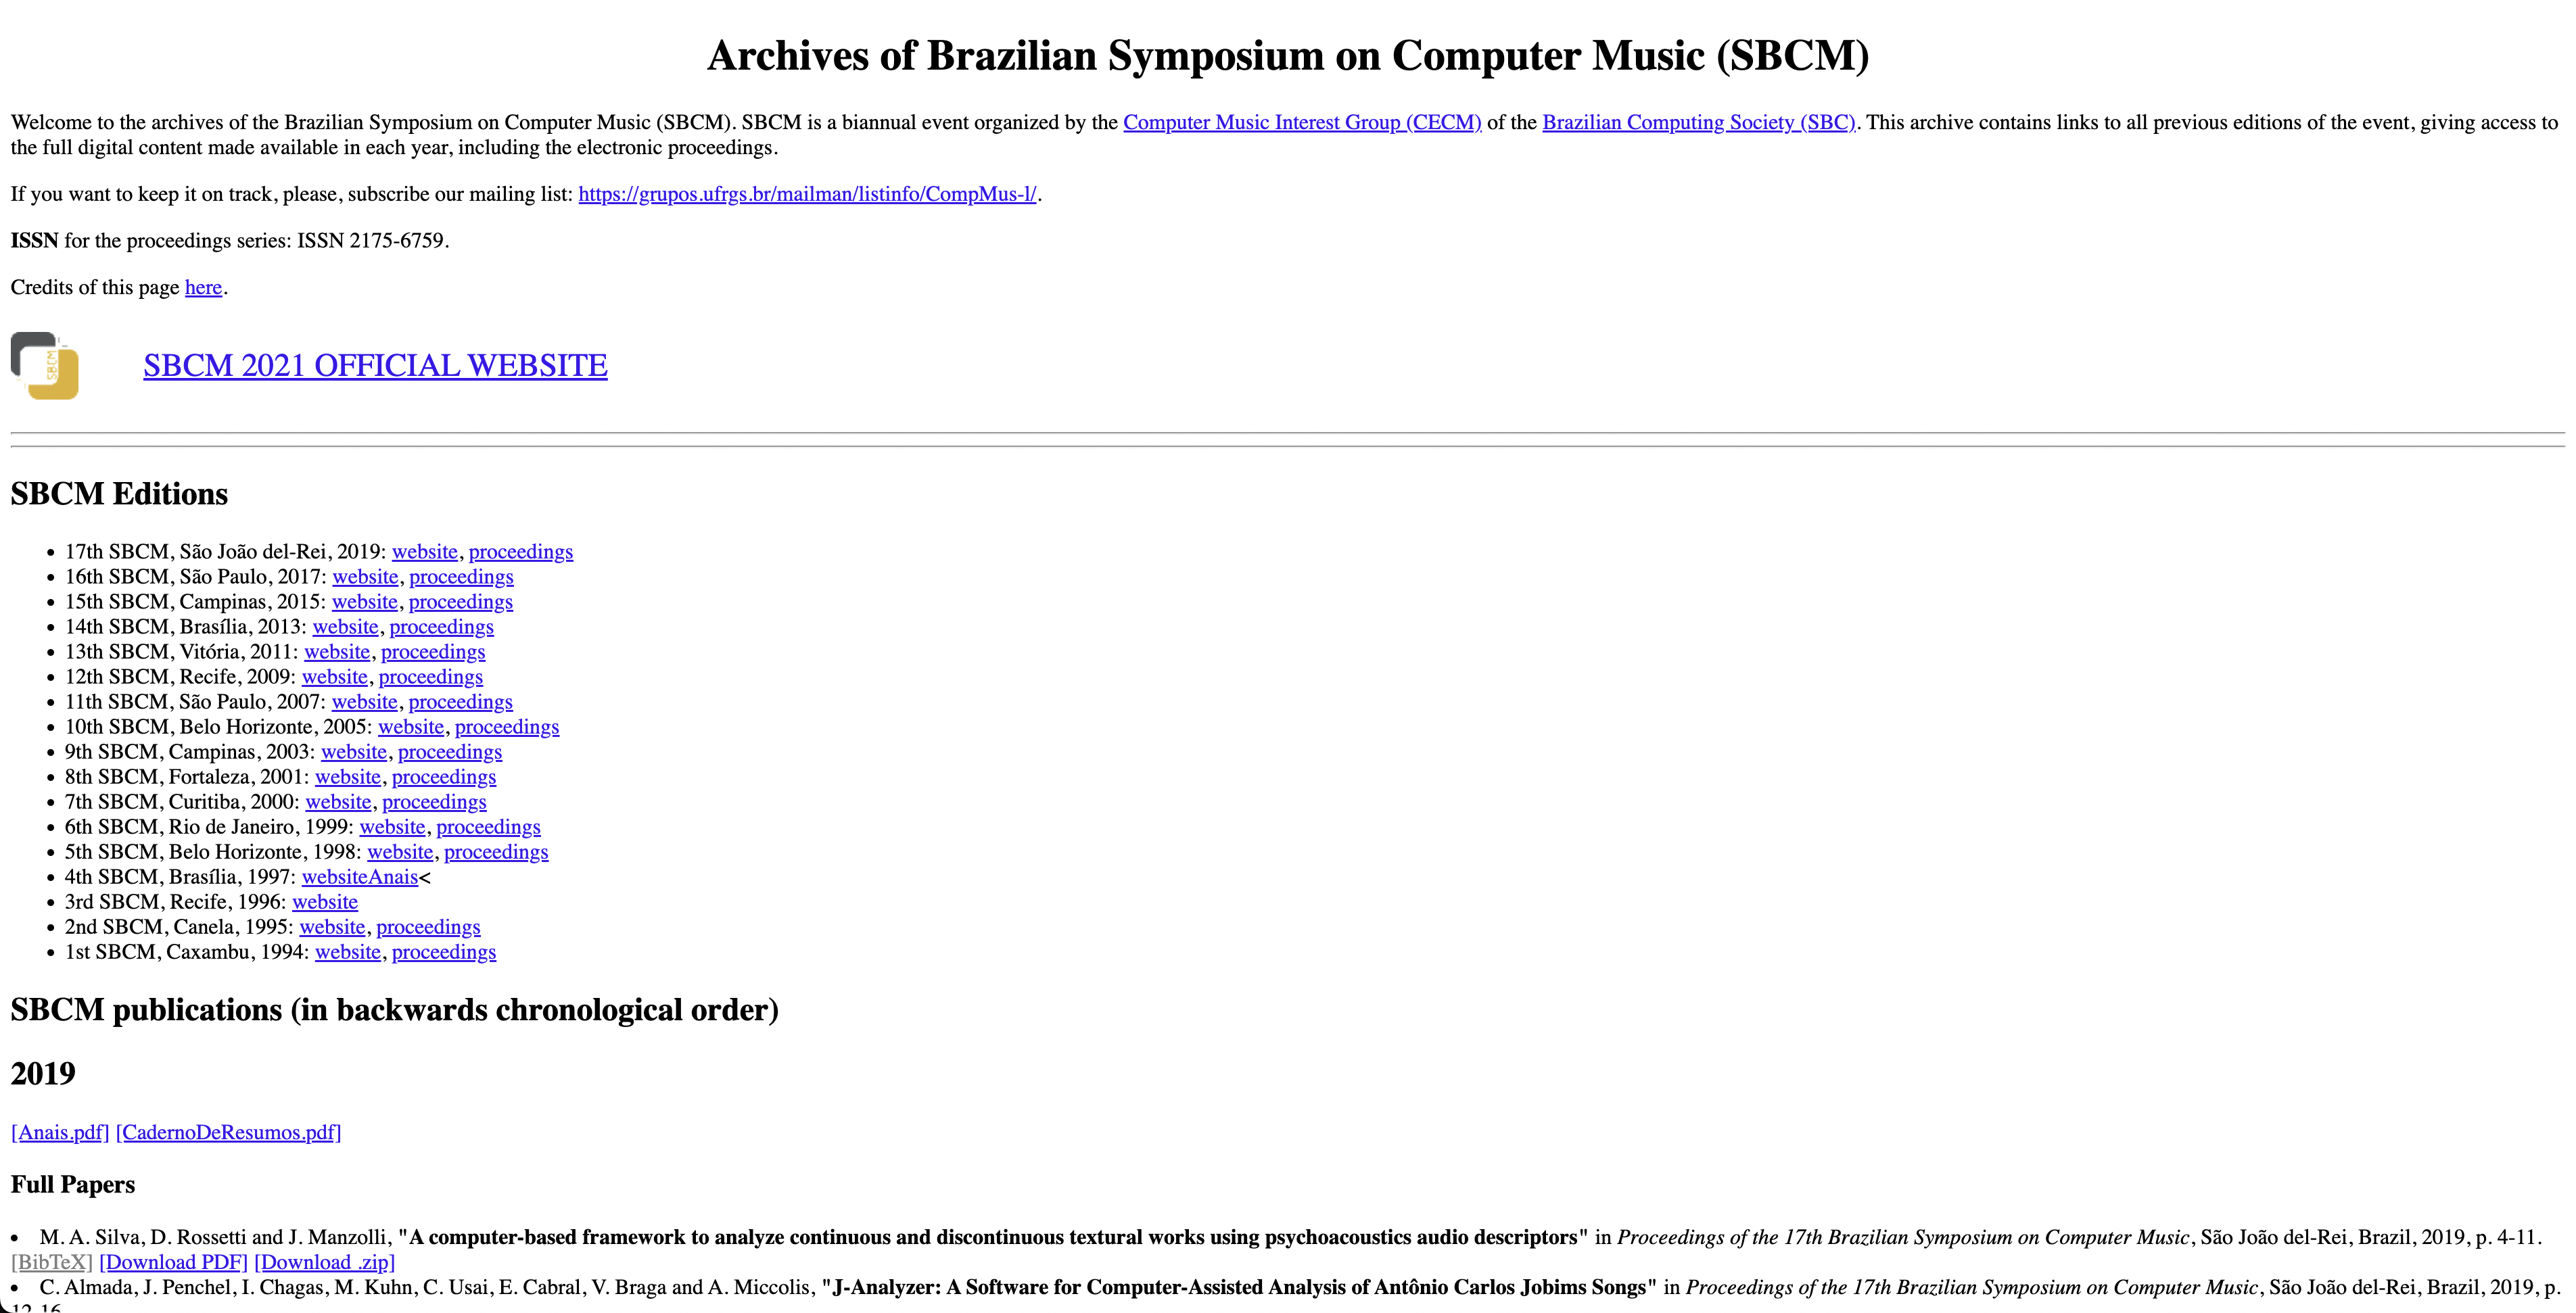 Archives of Brazilian Symposium on Computer Music (SBCM)
Welcome to the archives of the Brazilian Symposium on Computer Music (SBCM). SBCM is a biannual event organized by the Computer Music Interest Group (CECM) of the Brazilian Computing Society (SBC). This archive contains links to all previous editions of the event, giving access to
the full digital content made available in each year, including the electronic proceedings.
If you want to keep it on track, please, subscribe our mailing list: https://grupos.ufrgs.br/mailman/listinfo/CompMus-l/.
ISSN for the proceedings series: ISSN 2175-6759.
Credits of this page here.
SBCM
SBCM 2021 OFFICIAL WEBSITE
SBCM Editions
• 17th SBCM, São João del-Rei, 2019: website, proceedings
• 16th SBCM, São Paulo, 2017: website, proceedings
• 15th SBCM, Campinas, 2015: website, proceedings
• 14th SBCM, Brasília, 2013: website, proceedings
• 13th SBCM, Vitória, 2011: website, proceedings
• 12th SBCM, Recife, 2009: website, proceedings
• 11th SBCM, São Paulo, 2007: website, proceedings
• 10th SBCM, Belo Horizonte, 2005: website, proceedings
• 9th SBCM, Campinas, 2003: website, proceedings
• 8th SBCM, Fortaleza, 2001: website, proceedings
• 7th SBCM, Curitiba, 2000: website, proceedings
• 6th SBCM, Rio de Janeiro, 1999: website, proceedings
• 5th SBCM, Belo Horizonte, 1998: website, proceedings
• 4th SBCM, Brasília, 1997: websiteAnais<
• 3rd SBCM, Recife, 1996: website
• 2nd SBCM, Canela, 1995: website, proceedings
• 1st SBCM, Caxambu, 1994: website, proceedings
SBCM publications (in backwards chronological order)
2019
[Anais.pdf] [CadernoDeResumos.pdf]
Full Papers
• M. A. Silva, D. Rossetti and J. Manzolli, "A computer-based framework to analyze continuous and discontinuous textural works using psychoacoustics audio descriptors" in Proceedings of the 17th Brazilian Symposium on Computer Music, São João del-Rei, Brazil, 2019, p. 4-11.
[BibTeX] [Download PDF] [Download .zip]
• C. Almada, J. Penchel, I. Chagas, M. Kuhn, C. Usai, E. Cabral, V. Braga and A. Miccolis, "J-Analyzer: A Software for Computer-Assisted Analysis of Antônio Carlos Jobims Songs" in Proceedings of the 17th Brazilian Symposium on Computer Music, São João del-Rei, Brazil, 2019, p.
12-16